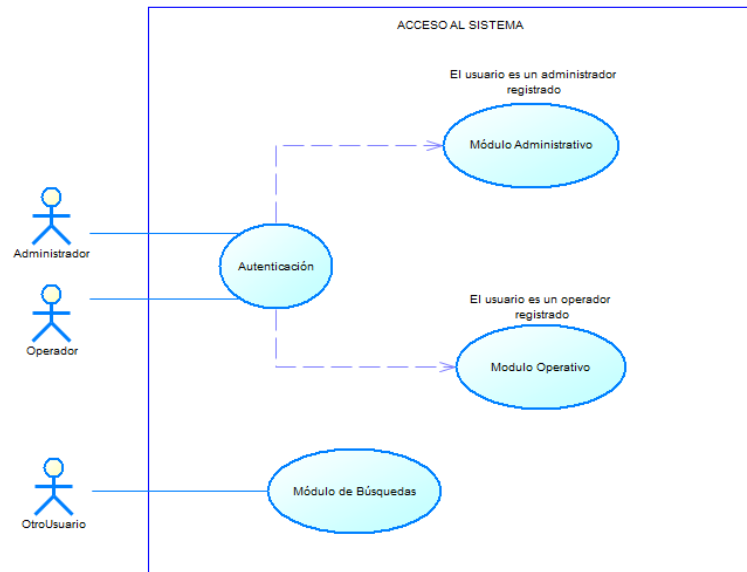 ACCESO AL SISTEMA
El usuario es un administrador
registrado
Módulo Administrativo
Administrador
Autenticación
El usuario es un operador
registrado
Operador
Modulo Operativo
Módulo de Búsquedas
OtroUsuario